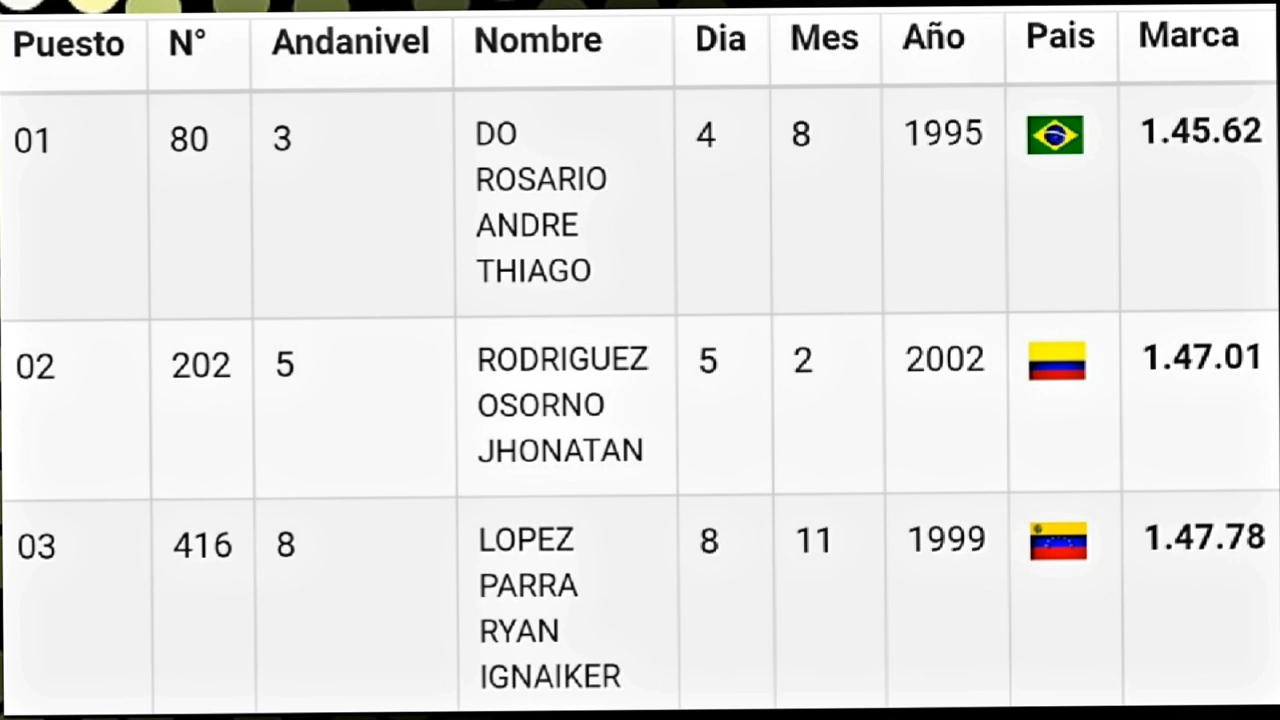 Puesto N° Andanivel Nombre Dia Mes Año Pais Marca
01 80 3 DO 4 8 1995 1.45.62
ROSARIO
ANDRE
THIAGO
02 202 5 RODRIGUEZ 5 2 2002 1.47.01
OSORNO
JHONATAN
03 416 8 LOPEZ 8 11 1999 1.47.78
PARRA
RYAN
IGNAIKER